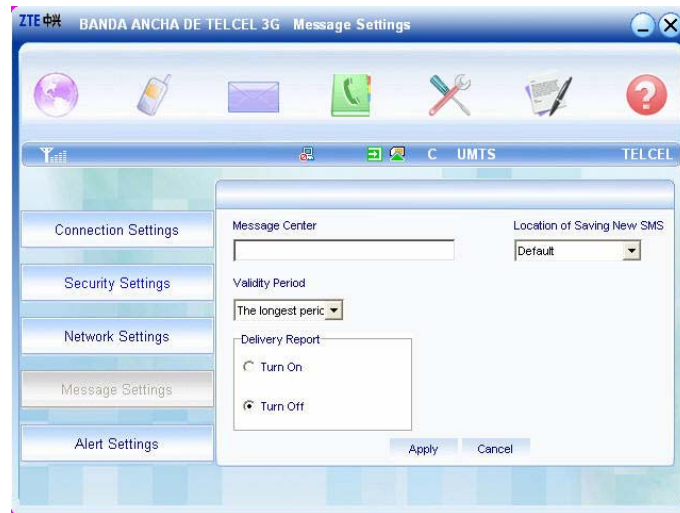 ZTE中兴 BANDA ANCHA DE TELCEL 3G Message Settings
C UMTS TELCEL
Connection Settings
Security Settings
Network Settings
Message Settings
Alert Settings
Message Center
Location of Saving New SMS
Default
Validity Period
The longest peric
Delivery Report
Turn On
Turn Off
Apply Cancel